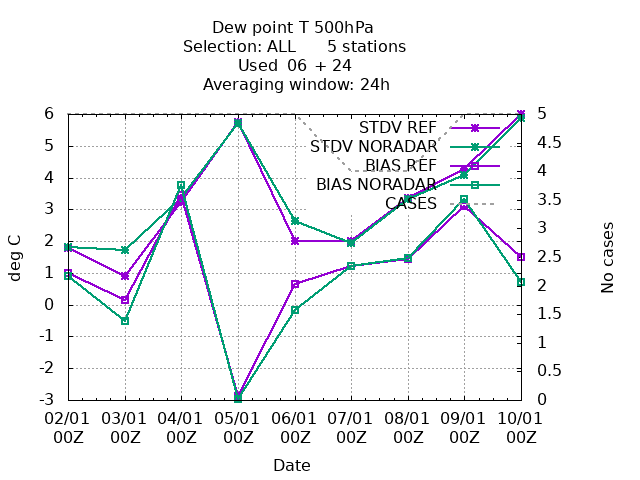 Dew point T 500hPa
Selection: ALL      5 stations
Used  06 + 24
Averaging window: 24h
6
5
4
3
2
1
0
-1
-2
-3
deg C
5
4.5
4
3.5
3
2.5
2
1.5
1
0.5
0
No cases
STDV REF
STDV NORADAR
BIAS REF
BIAS NORADAR
CASES
02/01 03/01 04/01 05/01 06/01 07/01 08/01 09/01 10/01
00Z 00Z 00Z 00Z 00Z 00Z 00Z 00Z 00Z
Date